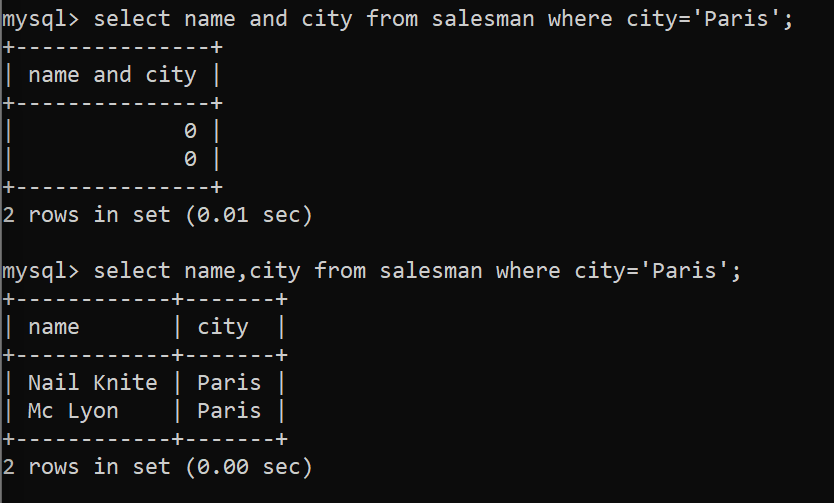 mysql> select name and city from salesman where city='Paris';
+---------------+
| name and city |
+---------------+
|             0 |
|             0 |
+---------------+
2 rows in set (0.01 sec)

mysql> select name,city from salesman where city='Paris';
+------------+-------+
| name       | city  |
+------------+-------+
| Nail Knite | Paris |
| Mc Lyon    | Paris |
+------------+-------+
2 rows in set (0.00 sec)